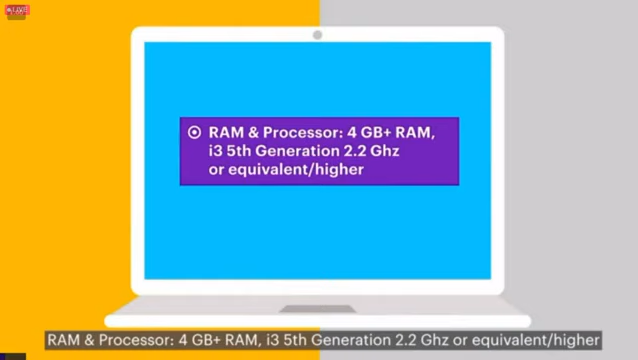 LIVE
RAM & Processor: 4 GB+ RAM,
i3 5th Generation 2.2 Ghz
or equivalent/higher
RAM & Processor: 4 GB+ RAM, i3 5th Generation 2.2 Ghz or equivalent/higher